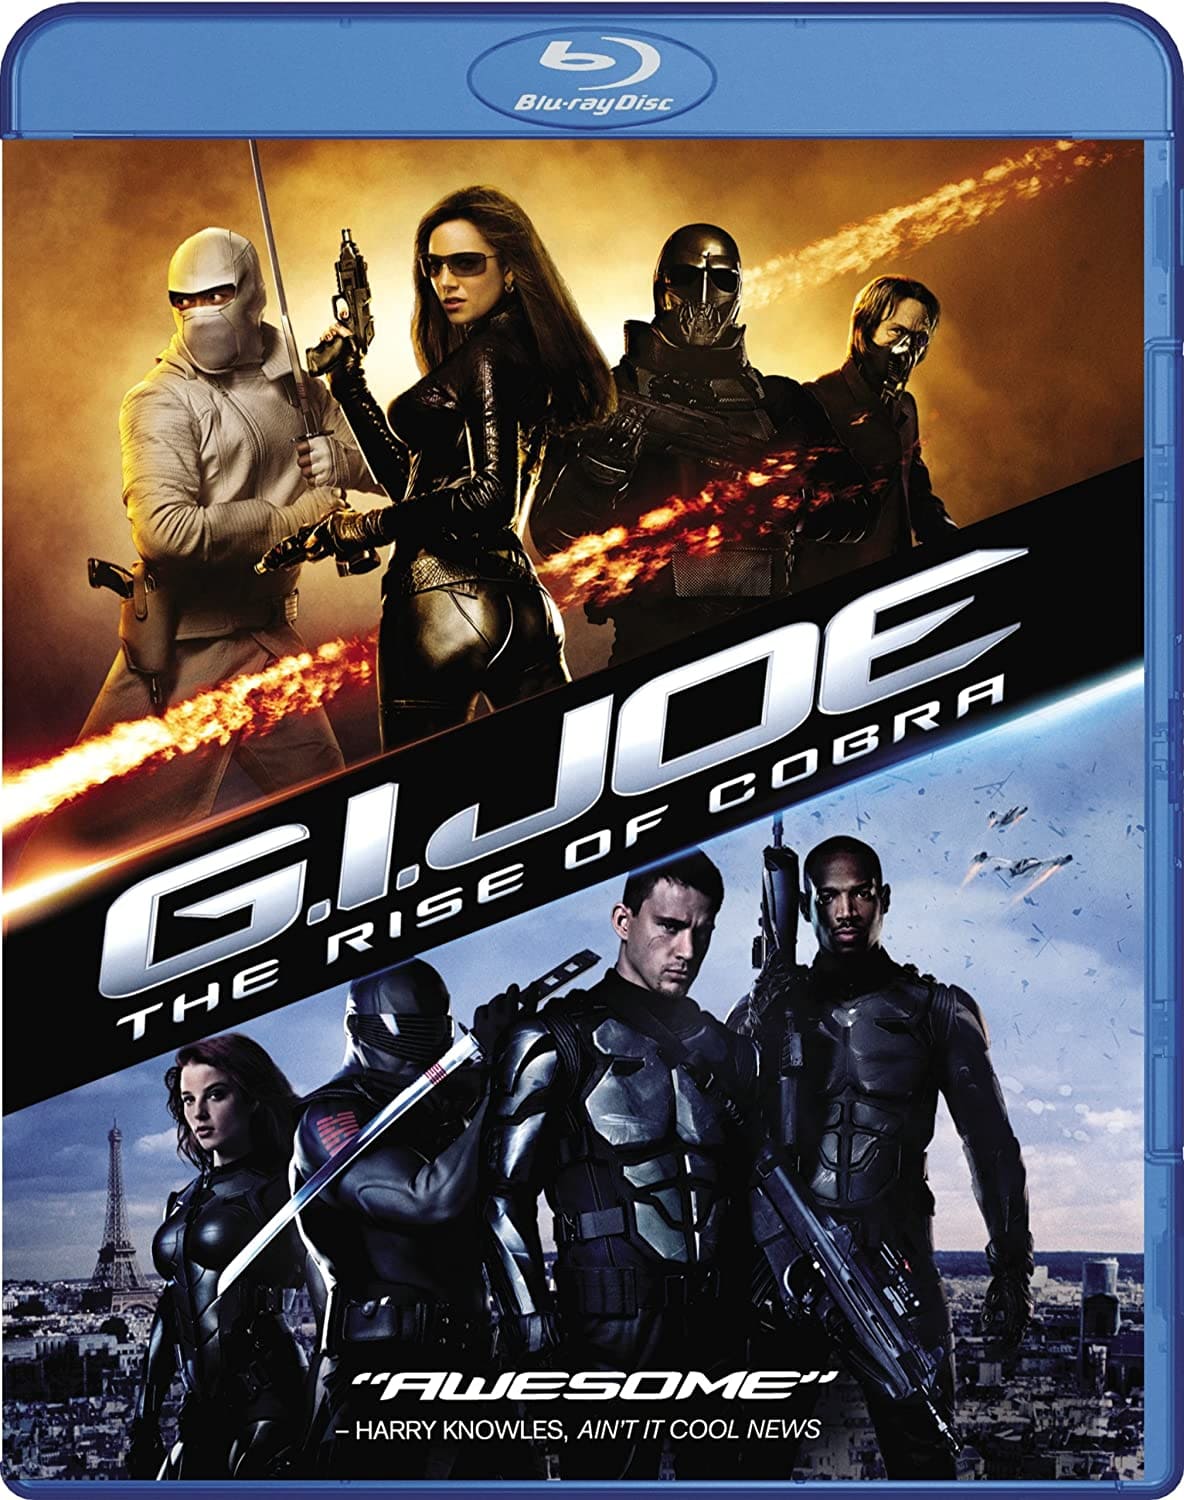 Blu-ray Disc
G.I. JOE
THE RISE OF COBRA
"AWESOME"
– HARRY KNOWLES, AIN'T IT COOL NEWS